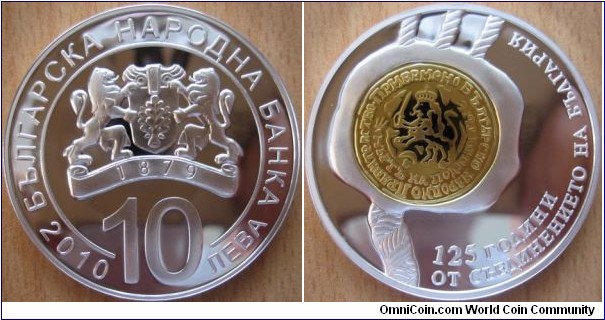 БЪЛГАРСКА НАРОДНА БАНКА
1879
2010
10
ЛЕВА
125 ГОДИНИ
ОТ СЪЕДИНЕНИЕТО НА БЪЛГАРИЯ
OmniCoin.com World Coin Community